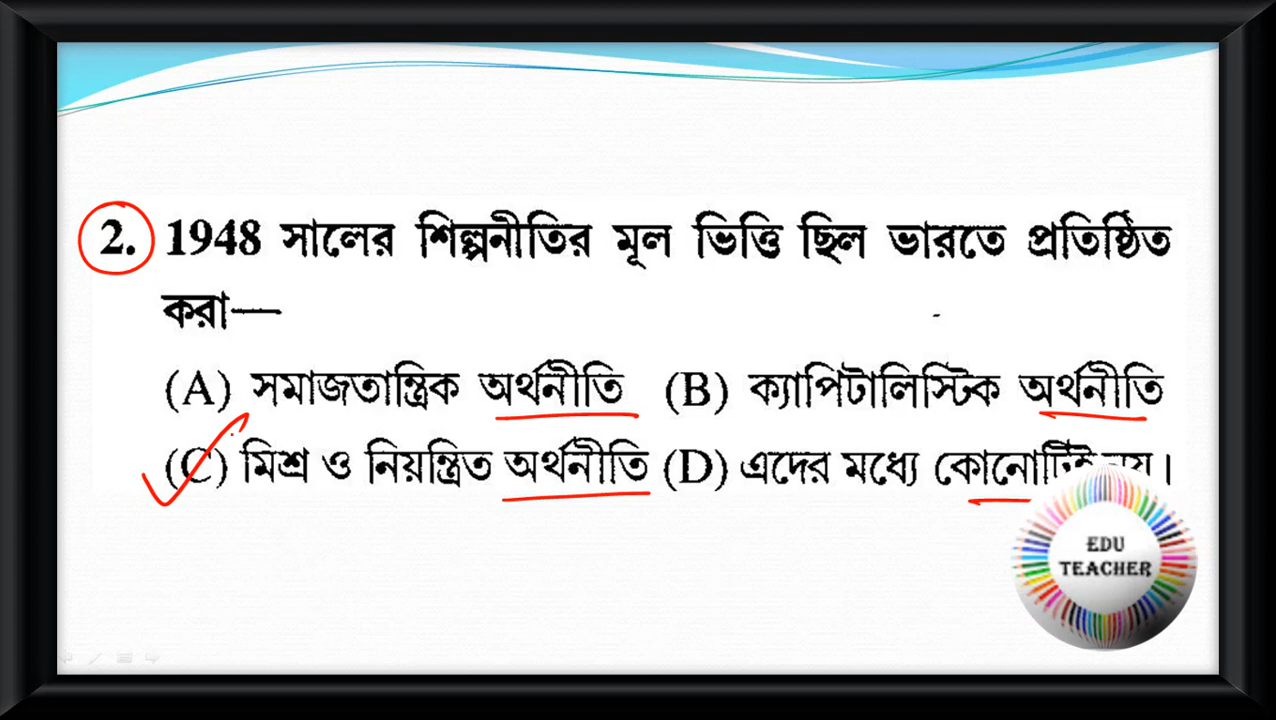 2. 1948 সালের শিল্পনীতির মূল ভিত্তি ছিল ভারতে প্রতিষ্ঠিত
করা—
(A) সমাজতান্ত্রিক অর্থনীতি (B) ক্যাপিটালিস্টিক অর্থনীতি
(C) মিশ্র ও নিয়ন্ত্রিত অর্থনীতি (D) এদের মধ্যে কোনোটিই নয়।
EDU
TEACHER